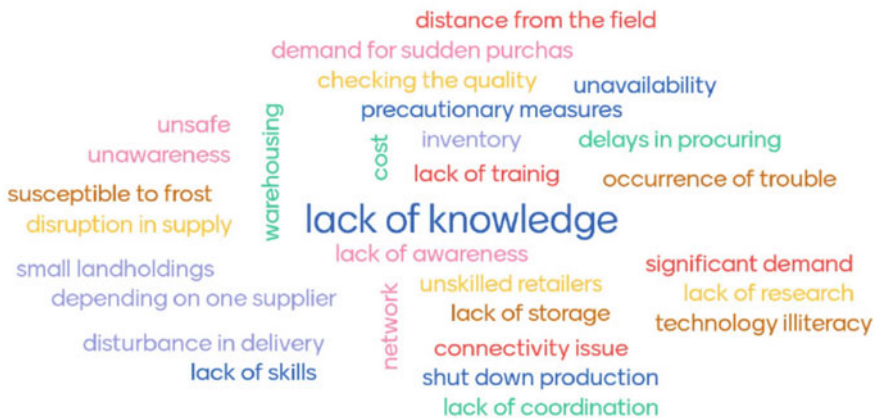 distance from the field
demand for sudden purchas
checking the quality
unavailability
precautionary measures
unsafe
warehousing
cost
inventory
delays in procuring
unawareness
lack of trainig
occurrence of trouble
susceptible to frost
lack of knowledge
disruption in supply
lack of awareness
small landholdings
significant demand
depending on one supplier
network
unskilled retailers
lack of research
lack of storage
technology illiteracy
disturbance in delivery
connectivity issue
lack of skills
shut down production
lack of coordination